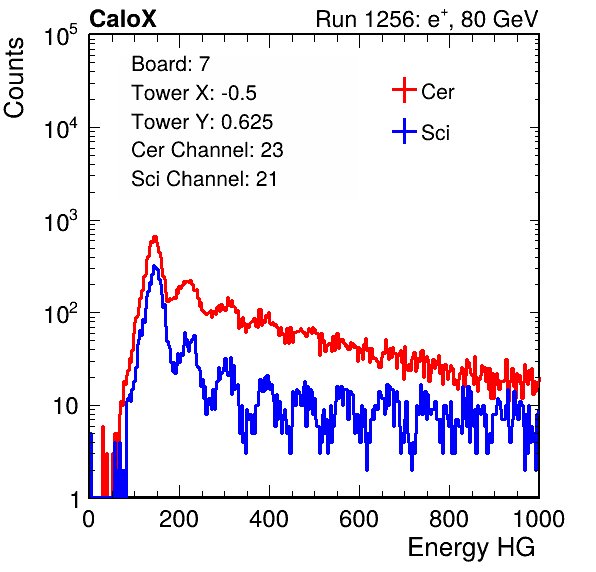 CaloX Run 1256: e⁺, 80 GeV
Board: 7
Tower X: -0.5
Tower Y: 0.625
Cer Channel: 23
Sci Channel: 21
Cer
Sci
Counts
10⁵
10⁴
10³
10²
10
1
0 200 400 600 800 1000
Energy HG